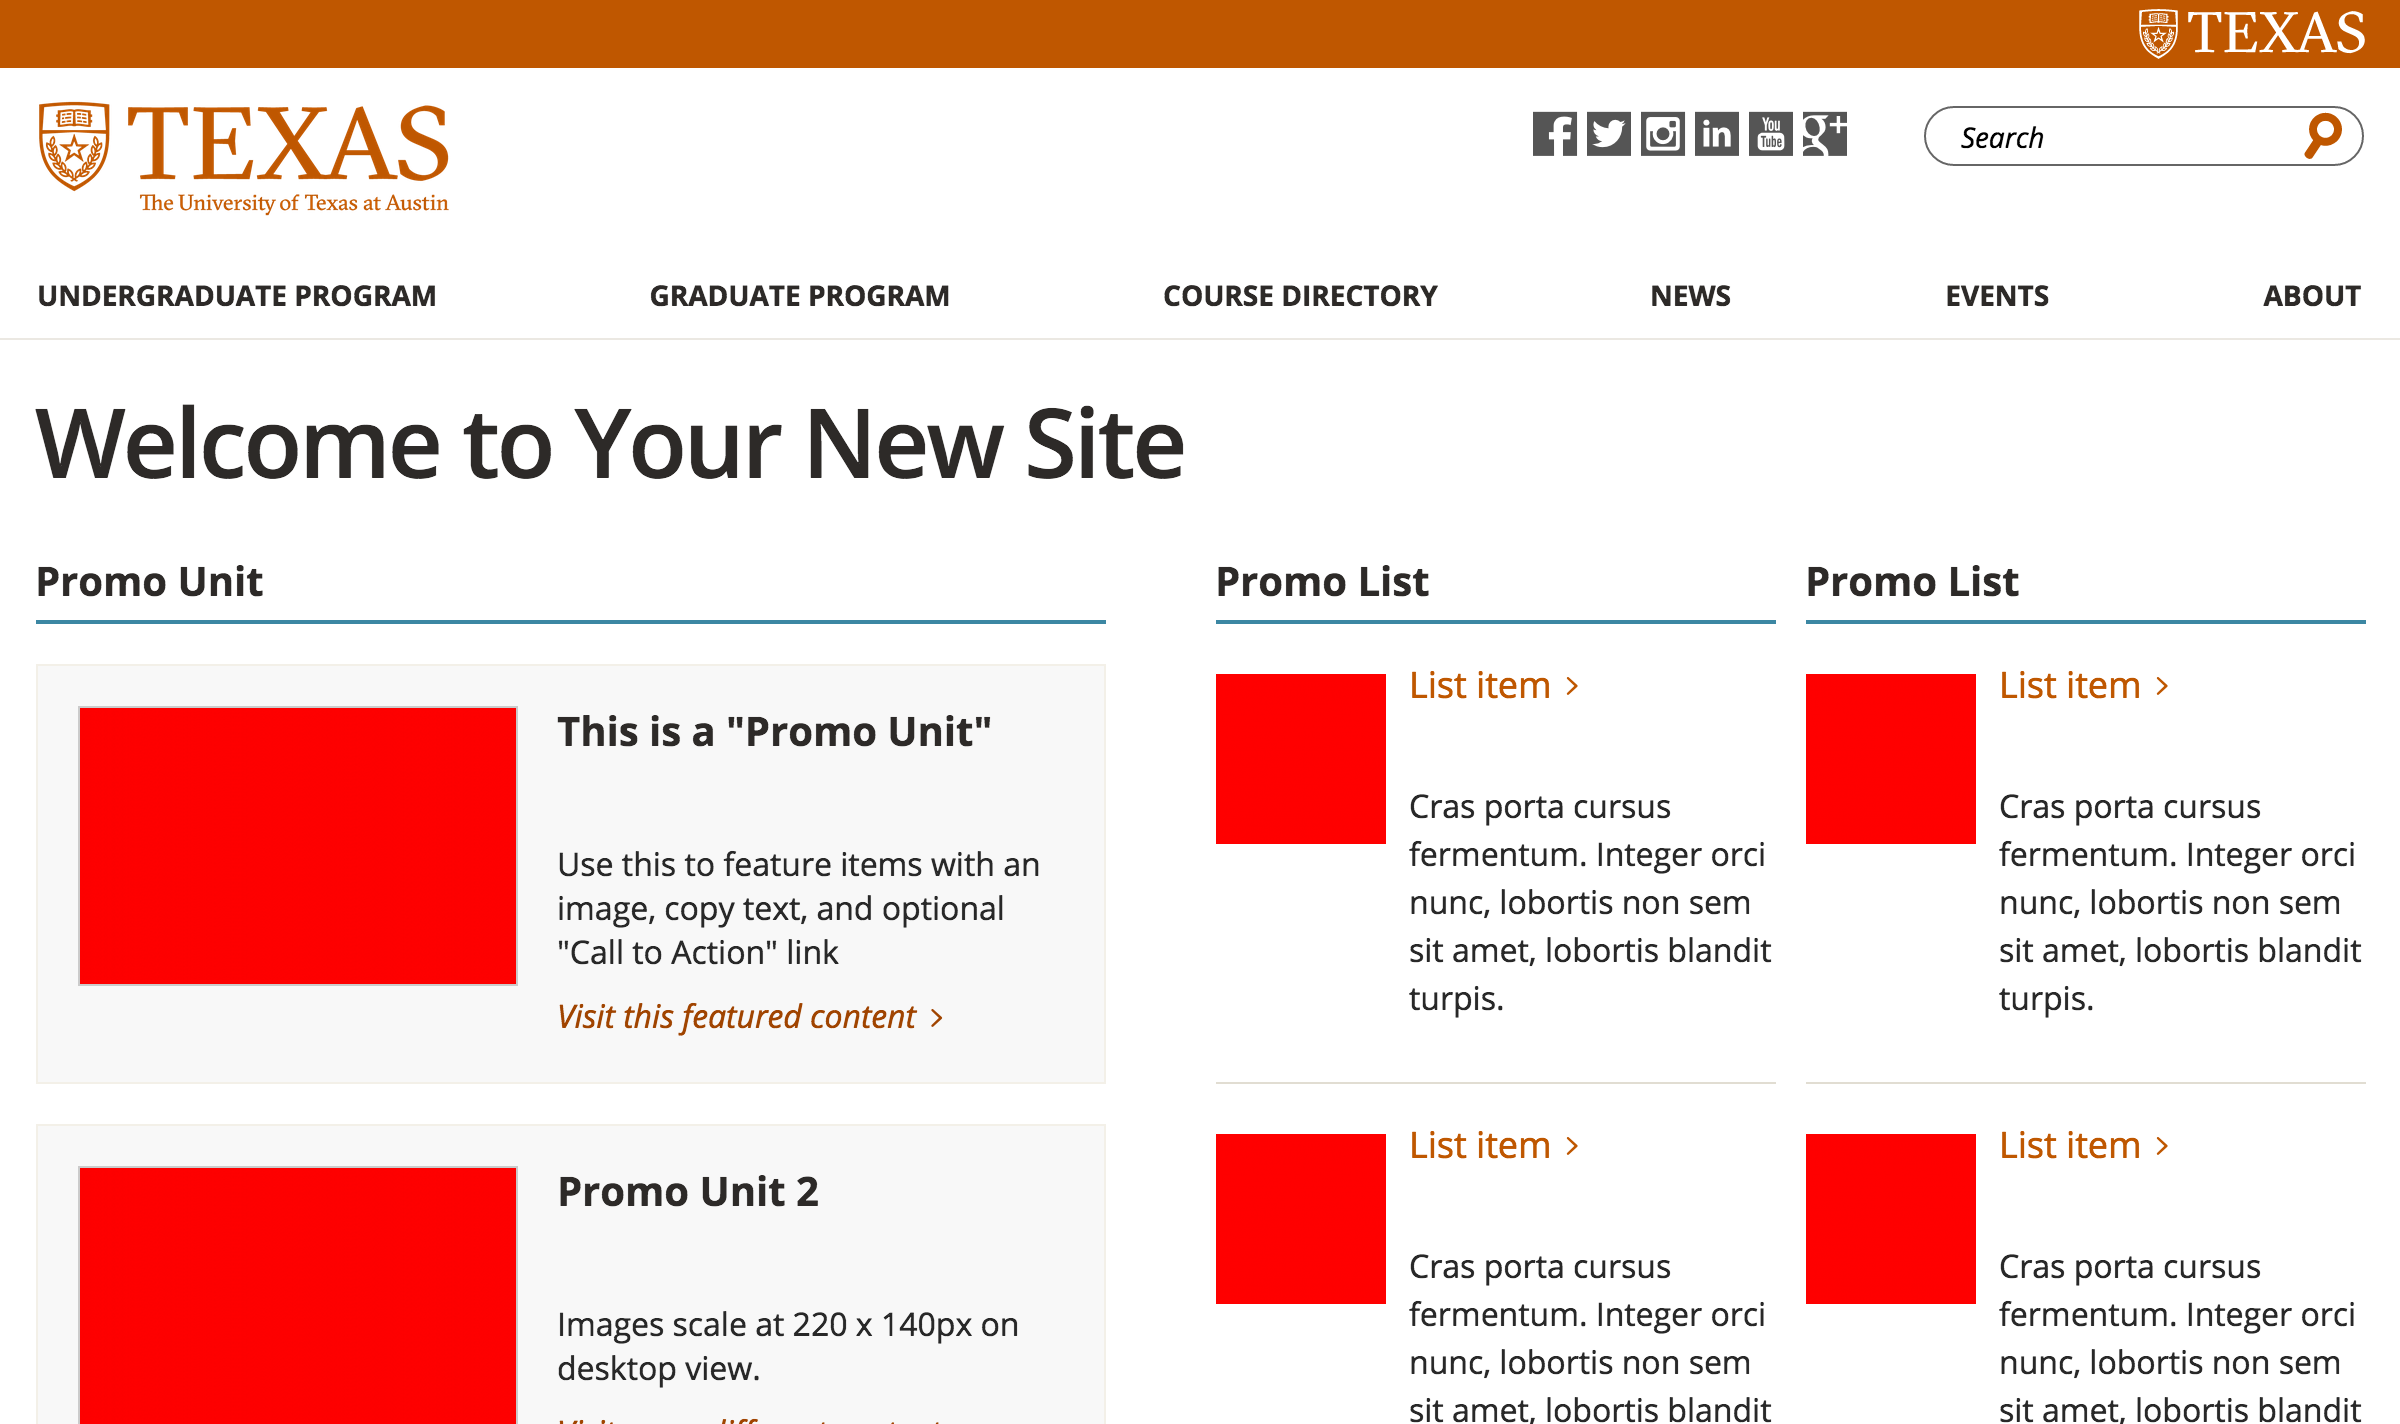 TEXAS
TEXAS
The University of Texas at Austin
You
Tube
g+
Search
UNDERGRADUATE PROGRAM
GRADUATE PROGRAM
COURSE DIRECTORY
NEWS
EVENTS
ABOUT
Welcome to Your New Site
Promo Unit
This is a "Promo Unit"
Use this to feature items with an
image, copy text, and optional
"Call to Action" link
Visit this featured content >
Promo Unit 2
Images scale at 220 x 140px on
desktop view.
Promo List
List item >
Cras porta cursus
fermentum. Integer orci
nunc, lobortis non sem
sit amet, lobortis blandit
turpis.
List item >
Cras porta cursus
fermentum. Integer orci
nunc, lobortis non sem
sit amet, lobortis blandit
Promo List
List item >
Cras porta cursus
fermentum. Integer orci
nunc, lobortis non sem
sit amet, lobortis blandit
turpis.
List item >
Cras porta cursus
fermentum. Integer orci
nunc, lobortis non sem
sit amet, lobortis blandit